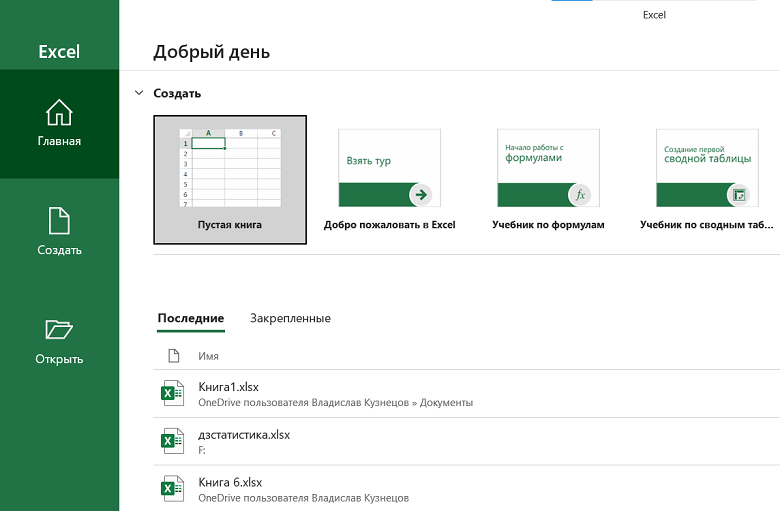 Excel
Excel
Добрый день
Главная
Создать
Открыть
Создать
A B C
1
2
3
4
5
6
7
Пустая книга
Взять тур
Добро пожаловать в Excel
Начало работы с
формулами
fx
Учебник по формулам
Создание первой
сводной таблицы
Учебник по сводным таб...
Последние Закрепленные
Имя
Книга1.xlsx
OneDrive пользователя Владислав Кузнецов » Документы
дзстатистика.xlsx
F:
Книга 6.xlsx
OneDrive пользователя Владислав Кузнецов